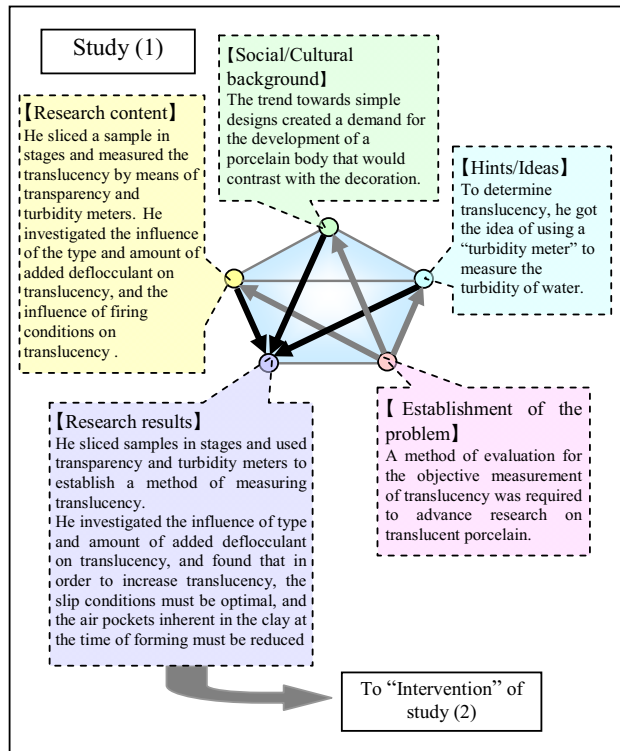 Study (1)
【Social/Cultural
background】
The trend towards simple
designs created a demand for
the development of a
porcelain body that would
contrast with the decoration.
【Research content】
He sliced a sample in
stages and measured the
translucency by means of
transparency and
turbidity meters. He
investigated the influence
of the type and amount of
added deflocculant on
translucency, and the
influence of firing
conditions on
translucency .
【Hints/Ideas】
To determine
translucency, he got
the idea of using a
“turbidity meter” to
measure the
turbidity of water.
【Research results】
He sliced samples in stages and used
transparency and turbidity meters to
establish a method of measuring
translucency.
He investigated the influence of type
and amount of added deflocculant
on translucency, and found that in
order to increase translucency, the
slip conditions must be optimal, and
the air pockets inherent in the clay at
the time of forming must be reduced
【 Establishment of the
problem】
A method of evaluation for
the objective measurement
of translucency was required
to advance research on
translucent porcelain.
To “Intervention” of
study (2)